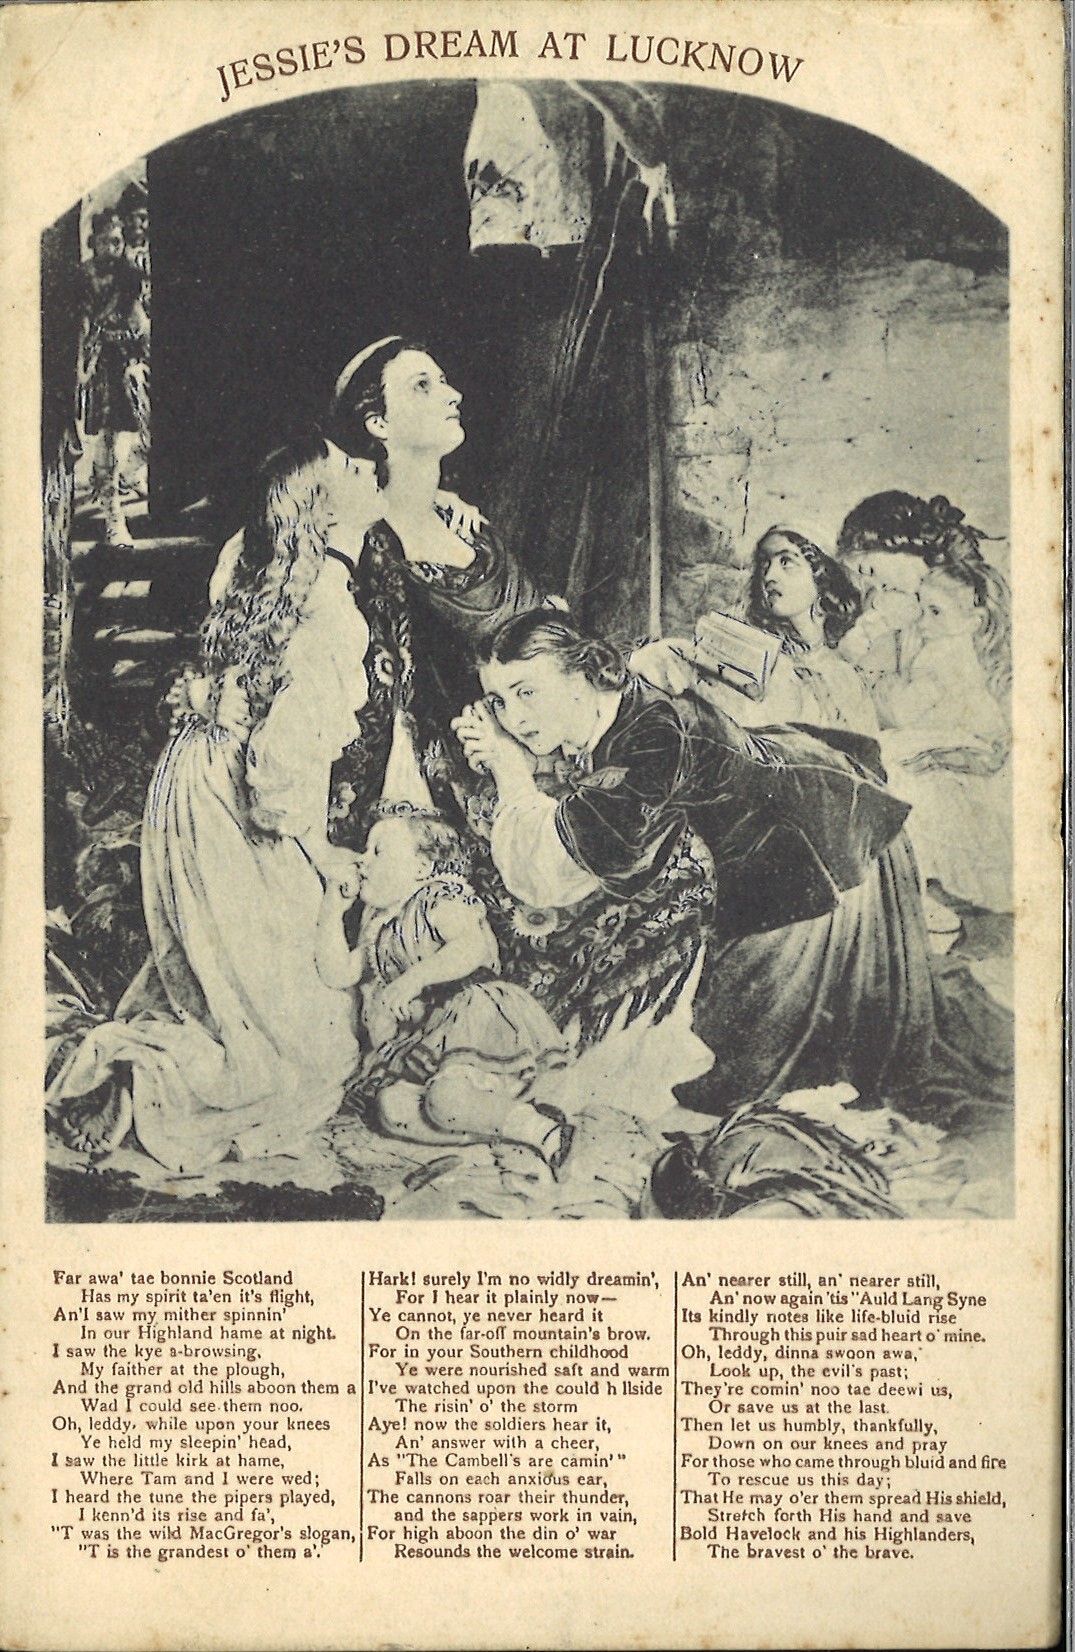 JESSIE'S DREAM AT LUCKNOW
Far awa' tae bonnie Scotland
Has my spirit ta'en it's flight,
An'I saw my mither spinnin'
In our Highland hame at night.
I saw the kye a-browsing,
My faither at the plough,
And the grand old hills aboon them a
Wad I could see them noo.
Oh, leddy, while upon your knees
Ye held my sleepin' head,
I saw the little kirk at hame,
Where Tam and I were wed;
I heard the tune the pipers played,
I kenn'd its rise and fa',
"T was the wild MacGregor's slogan,
"T is the grandest o' them a'.
Hark! surely I'm no widly dreamin',
For I hear it plainly now—
Ye cannot, ye never heard it
On the far-off mountain's brow.
For in your Southern childhood
Ye were nourished saft and warm
I've watched upon the could h llside
The risin' o' the storm
Aye! now the soldiers hear it,
An' answer with a cheer,
As "The Cambell's are camin'"
Falls on each anxious ear,
The cannons roar their thunder,
and the sappers work in vain,
For high aboon the din o' war
Resounds the welcome strain.
An' nearer still, an' nearer still,
An' now again 'tis "Auld Lang Syne
Its kindly notes like life-bluid rise
Through this puir sad heart o' mine.
Oh, leddy, dinna swoon awa,'
Look up, the evil's past;
They're comin' noo tae deewi us,
Or save us at the last.
Then let us humbly, thankfully,
Down on our knees and pray
For those who came through bluid and fire
To rescue us this day;
That He may o'er them spread His shield,
Stretch forth His hand and save
Bold Havelock and his Highlanders,
The bravest o' the brave.